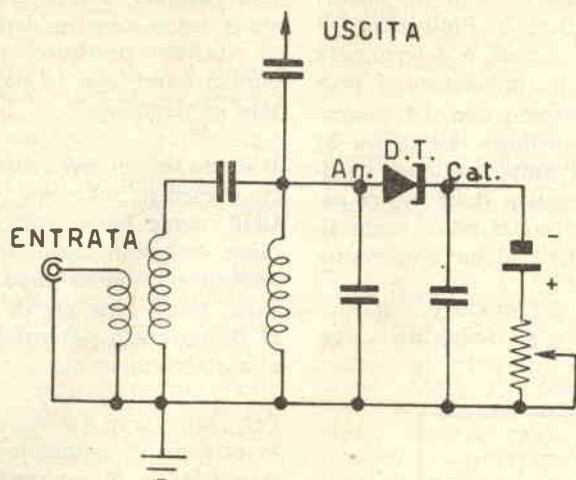 USCITA
D.T.
An. Cat.
ENTRATA
-
+